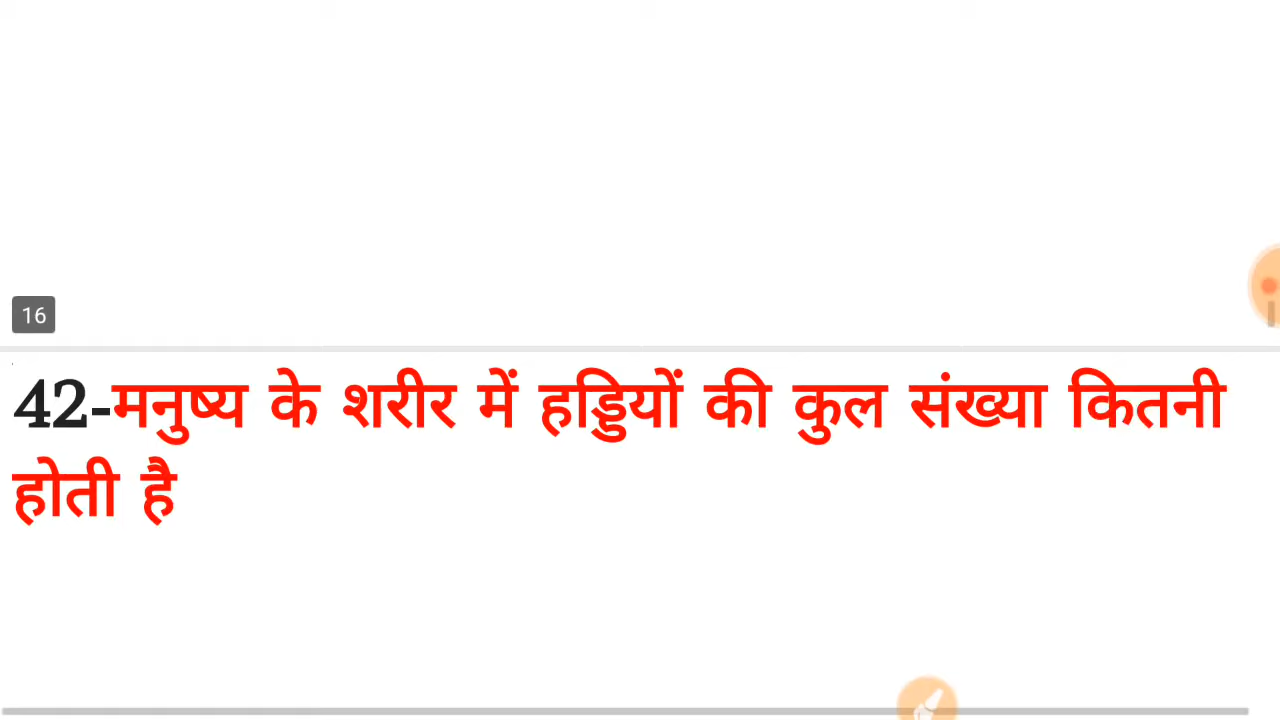 16
42-मनुष्य के शरीर में हड्डियों की कुल संख्या कितनी
होती है